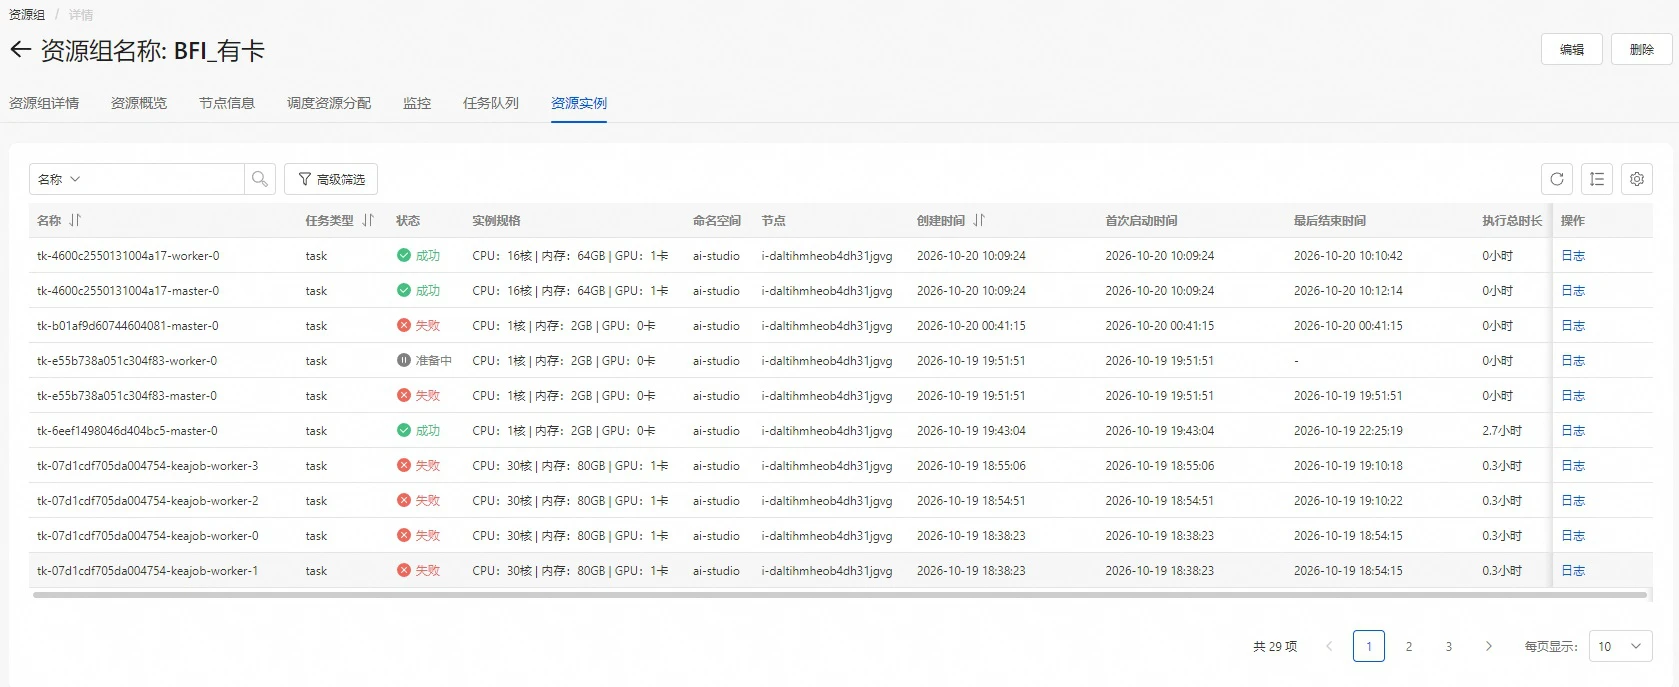 资源组 / 详情
资源组名称: BFI_有卡
编辑 删除
资源组详情 资源概览 节点信息 调度资源分配 监控 任务队列 资源实例
名称 高级筛选
名称 任务类型 状态 实例规格 命名空间 节点 创建时间 首次启动时间 最后结束时间 执行总时长 操作
tk-4600c2550131004a17-worker-0 task 成功 CPU: 16核 | 内存: 64GB | GPU: 1卡 ai-studio i-daltihmheob4dh31jgvg 2026-10-20 10:09:24 2026-10-20 10:09:24 2026-10-20 10:10:42 0小时 日志
tk-4600c2550131004a17-master-0 task 成功 CPU: 16核 | 内存: 64GB | GPU: 1卡 ai-studio i-daltihmheob4dh31jgvg 2026-10-20 10:09:24 2026-10-20 10:09:24 2026-10-20 10:12:14 0小时 日志
tk-b01af9d60744604081-master-0 task 失败 CPU: 1核 | 内存: 2GB | GPU: 0卡 ai-studio i-daltihmheob4dh31jgvg 2026-10-20 00:41:15 2026-10-20 00:41:15 2026-10-20 00:41:15 0小时 日志
tk-e55b738a051c304f83-worker-0 task 准备中 CPU: 1核 | 内存: 2GB | GPU: 0卡 ai-studio i-daltihmheob4dh31jgvg 2026-10-19 19:51:51 2026-10-19 19:51:51 - 0小时 日志
tk-e55b738a051c304f83-master-0 task 失败 CPU: 1核 | 内存: 2GB | GPU: 0卡 ai-studio i-daltihmheob4dh31jgvg 2026-10-19 19:51:51 2026-10-19 19:51:51 2026-10-19 19:51:51 0小时 日志
tk-6eef1498046d404bc5-master-0 task 成功 CPU: 1核 | 内存: 2GB | GPU: 0卡 ai-studio i-daltihmheob4dh31jgvg 2026-10-19 19:43:04 2026-10-19 19:43:04 2026-10-19 22:25:19 2.7小时 日志
tk-07d1cdf705da004754-keajob-worker-3 task 失败 CPU: 30核 | 内存: 80GB | GPU: 1卡 ai-studio i-daltihmheob4dh31jgvg 2026-10-19 18:55:06 2026-10-19 18:55:06 2026-10-19 19:10:18 0.3小时 日志
tk-07d1cdf705da004754-keajob-worker-2 task 失败 CPU: 30核 | 内存: 80GB | GPU: 1卡 ai-studio i-daltihmheob4dh31jgvg 2026-10-19 18:54:51 2026-10-19 18:54:51 2026-10-19 19:10:22 0.3小时 日志
tk-07d1cdf705da004754-keajob-worker-0 task 失败 CPU: 30核 | 内存: 80GB | GPU: 1卡 ai-studio i-daltihmheob4dh31jgvg 2026-10-19 18:38:23 2026-10-19 18:38:23 2026-10-19 18:54:15 0.3小时 日志
tk-07d1cdf705da004754-keajob-worker-1 task 失败 CPU: 30核 | 内存: 80GB | GPU: 1卡 ai-studio i-daltihmheob4dh31jgvg 2026-10-19 18:38:23 2026-10-19 18:38:23 2026-10-19 18:54:15 0.3小时 日志
共 29 项 1 2 3 每页显示: 10